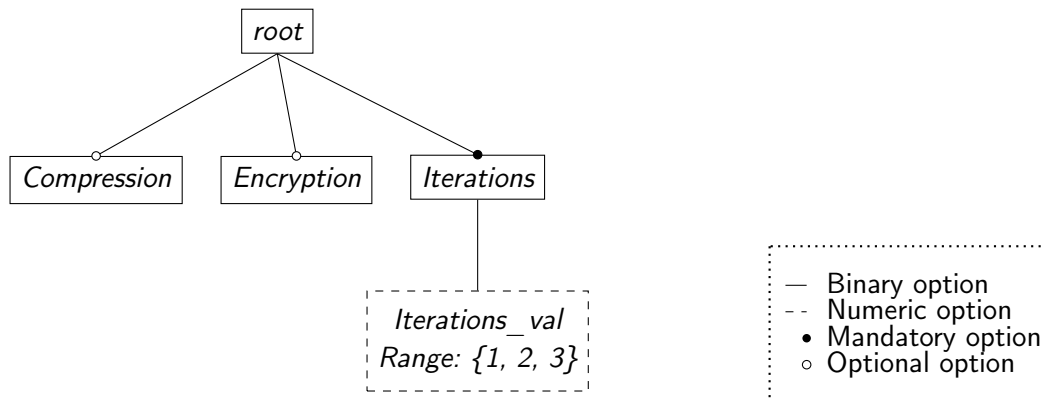 root
Compression
Encryption
Iterations
Iterations_val
Range: {1, 2, 3}
Binary option
Numeric option
Mandatory option
Optional option